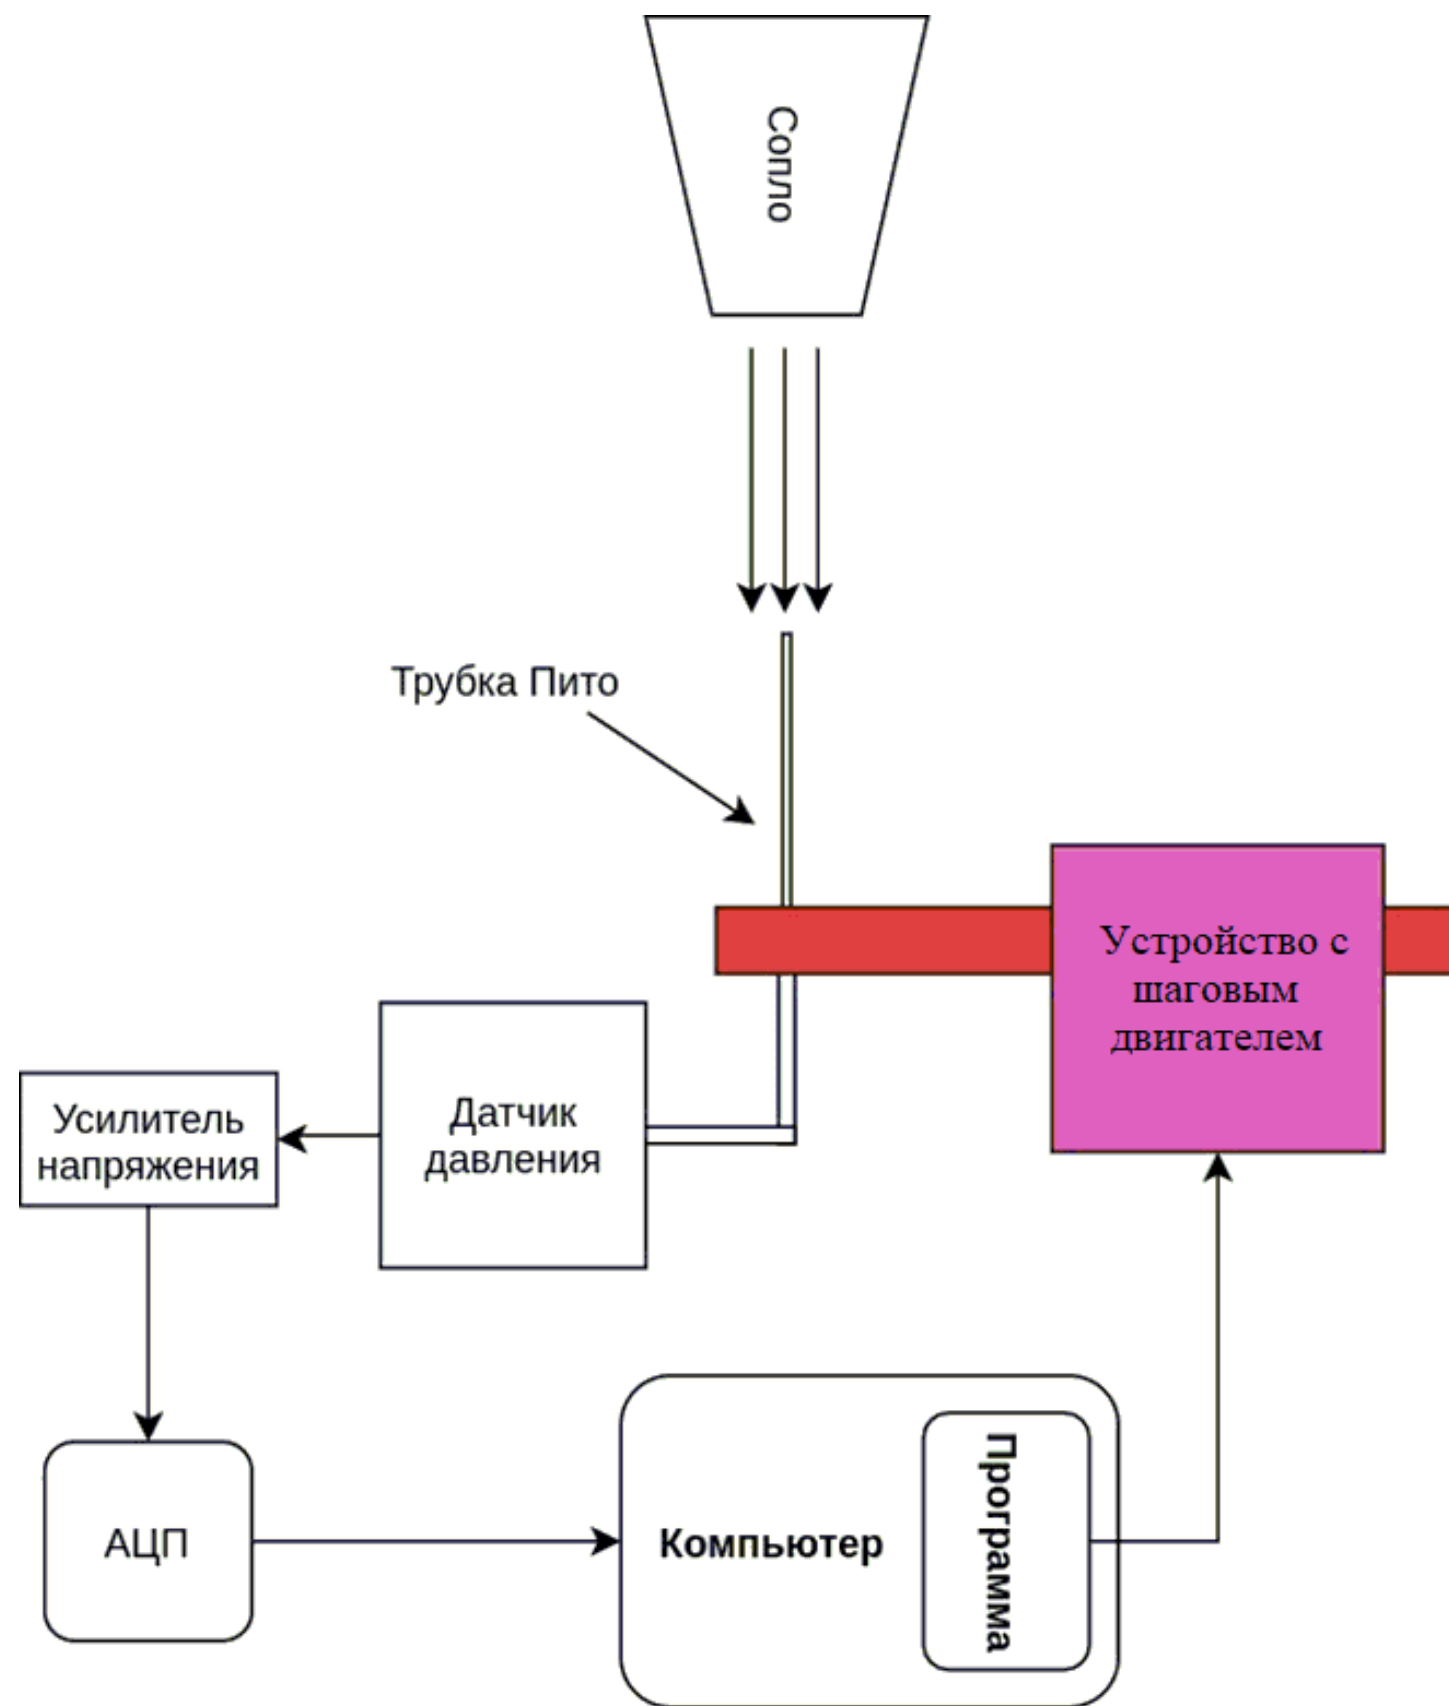 Сопло
Трубка Пито
Устройство с
шаговым
двигателем
Датчик
давления
Усилитель
напряжения
АЦП
Компьютер
Программа